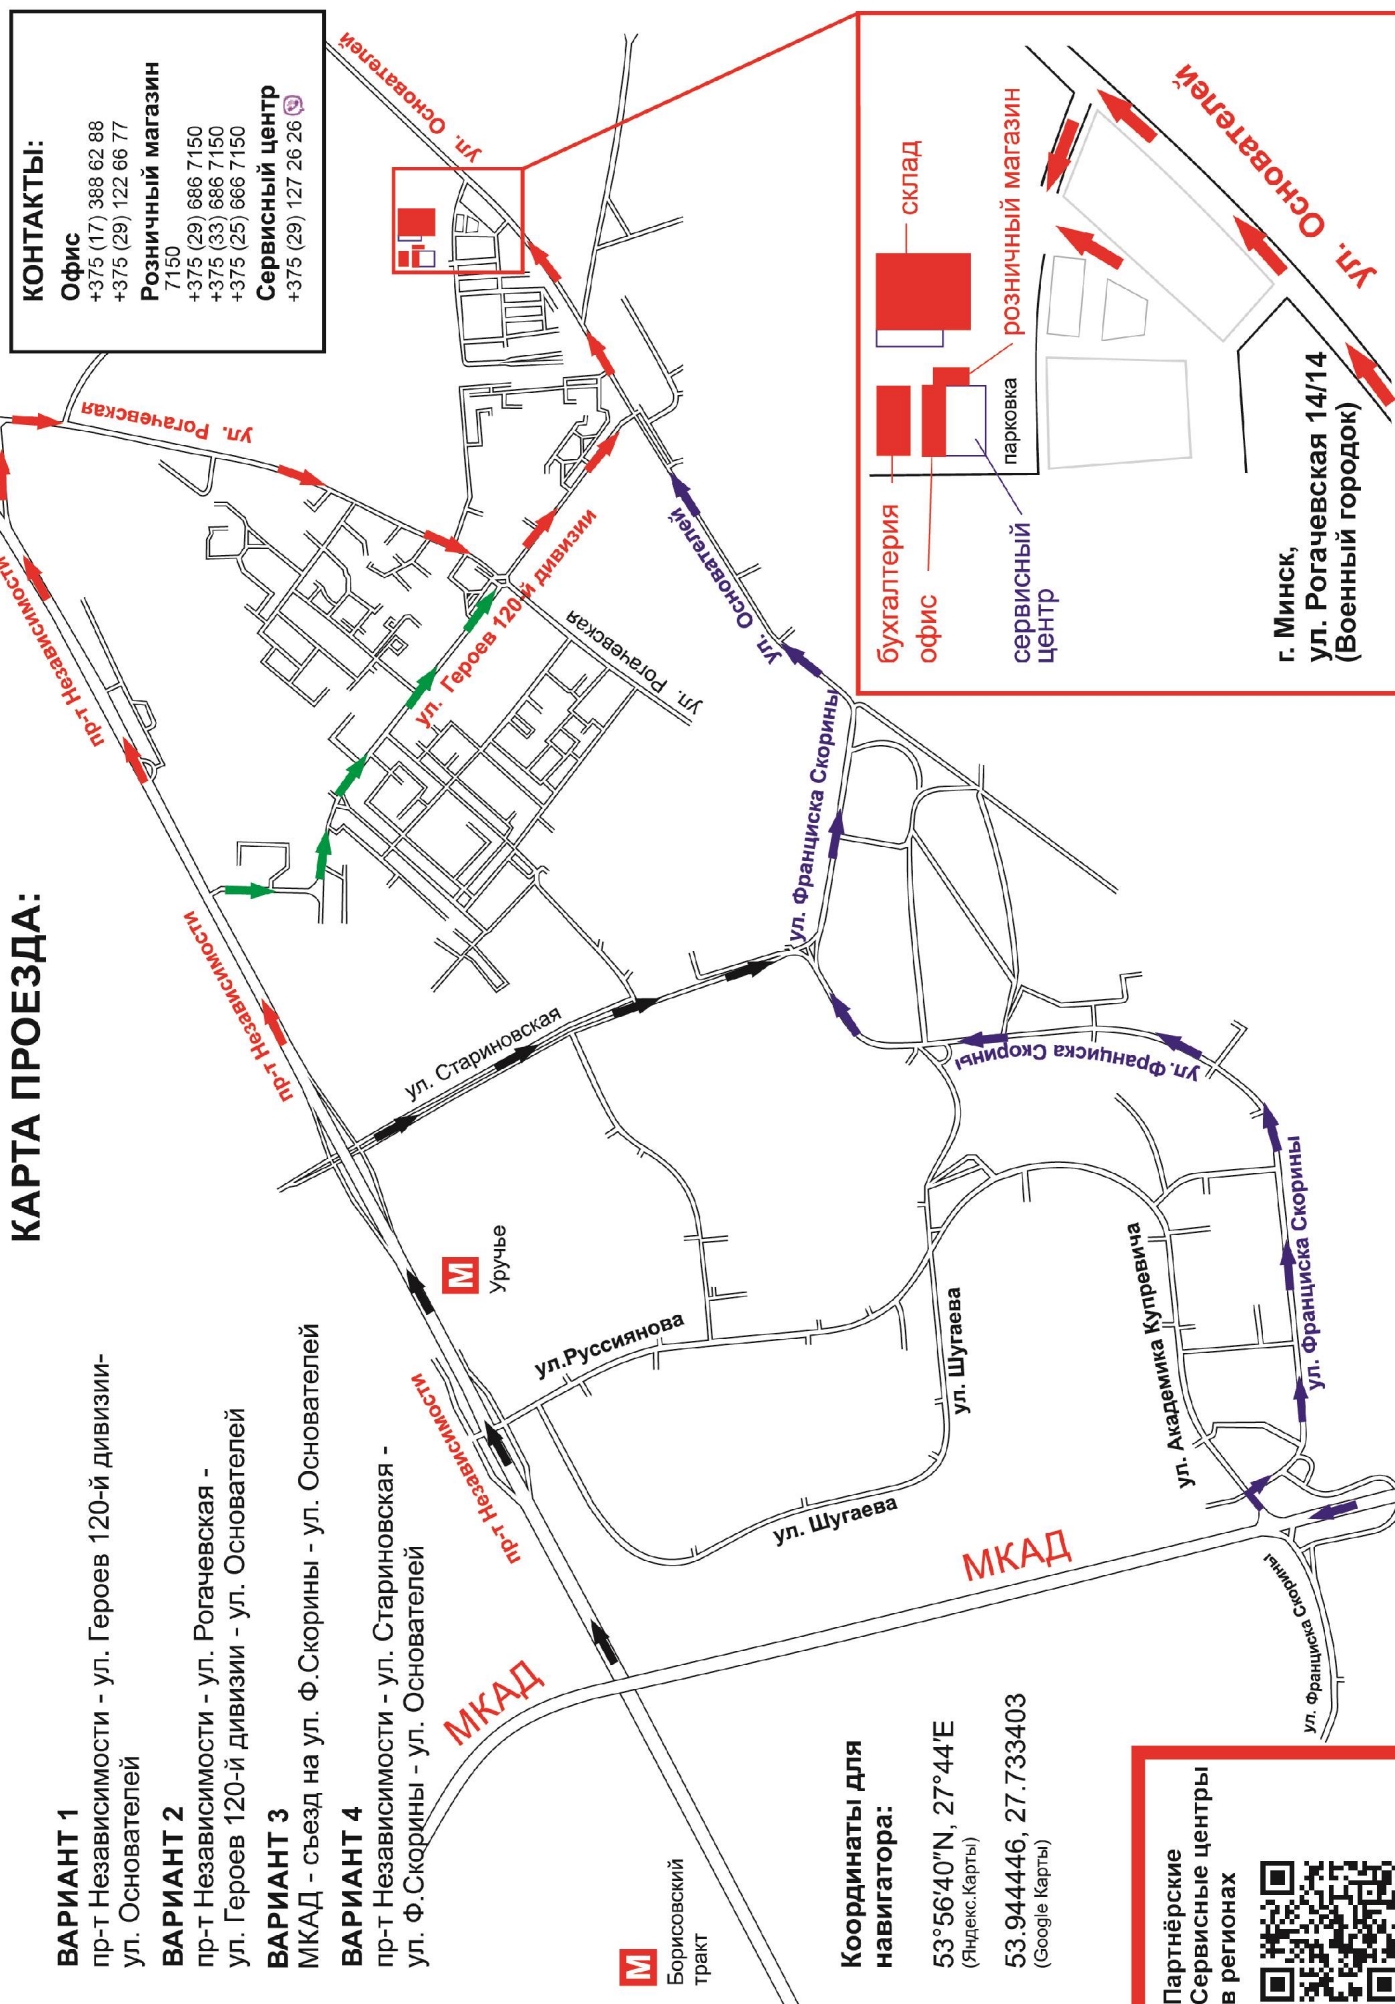 КАРТА ПРОЕЗДА:
ВАРИАНТ 1
пр-т Независимости - ул. Героев 120-й дивизии-
ул. Основателей
ВАРИАНТ 2
пр-т Независимости - ул. Рогачевская -
ул. Героев 120-й дивизии - ул. Основателей
ВАРИАНТ 3
МКАД - съезд на ул. Ф.Скорины - ул. Основателей
ВАРИАНТ 4
пр-т Независимости - ул. Стариновская -
ул. Ф.Скорины - ул. Основателей
КОНТАКТЫ:
Офис
+375 (17) 388 62 88
+375 (29) 122 66 77
Розничный магазин
7150
+375 (29) 686 7150
+375 (33) 686 7150
+375 (25) 666 7150
Сервисный центр
+375 (29) 127 26 26
пр-т Независимости
пр-т Независимости
пр-т Независимости
ул. Рогачевская
ул. Основателей
ул. Героев 120-й дивизии
ул. Рогачевская
ул. Основателей
ул. Стариновская
М
Уручье
ул.Руссиянова
ул. Франциска Скорины
ул. Франциска Скорины
ул. Франциска Скорины
ул. Шугаева
ул. Шугаева
ул. Академика Купревича
МКАД
МКАД
ул. Франциска Скорины
М
Борисовский
тракт
Координаты для
навигатора:
53°56'40"N, 27°44'E
(Яндекс.Карты)
53.944446, 27.733403
(Google Карты)
Партнёрские
Сервисные центры
в регионах
бухгалтерия
офис
сервисный
центр
склад
розничный магазин
парковка
ул. Основателей
г. Минск,
ул. Рогачевская 14/14
(Военный городок)